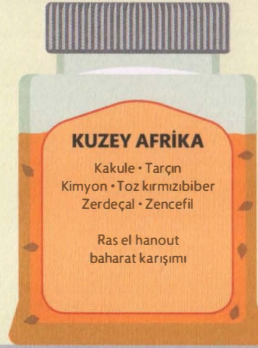 KUZEY AFRİKA
Kakule • Tarçın
Kimyon • Toz kırmızıbiber
Zerdeçal • Zencefil
Ras el hanout
baharat karışımı